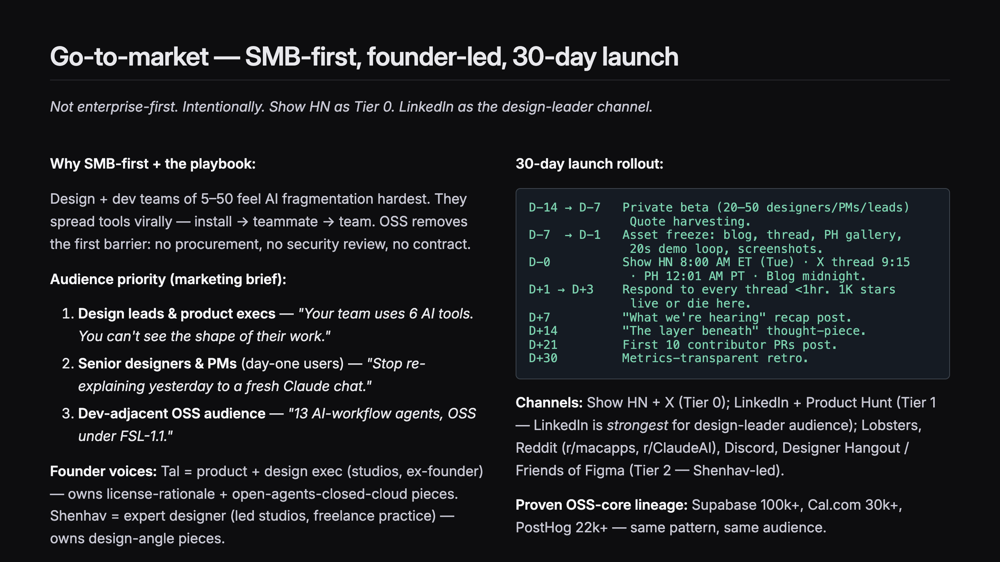 Go-to-market — SMB-first, founder-led, 30-day launch
Not enterprise-first. Intentionally. Show HN as Tier 0. LinkedIn as the design-leader channel.
Why SMB-first + the playbook:
Design + dev teams of 5–50 feel AI fragmentation hardest. They
spread tools virally — install → teammate → team. OSS removes
the first barrier: no procurement, no security review, no contract.
Audience priority (marketing brief):
1. Design leads & product execs — "Your team uses 6 AI tools.
You can't see the shape of their work."
2. Senior designers & PMs (day-one users) — "Stop re-
explaining yesterday to a fresh Claude chat."
3. Dev-adjacent OSS audience — "13 AI-workflow agents, OSS
under FSL-1.1."
Founder voices: Tal = product + design exec (studios, ex-founder)
— owns license-rationale + open-agents-closed-cloud pieces.
Shenhav = expert designer (led studios, freelance practice) —
owns design-angle pieces.
30-day launch rollout:
D−14 → D−7   Private beta (20–50 designers/PMs/leads)
Quote harvesting.
D−7  → D−1   Asset freeze: blog, thread, PH gallery,
20s demo loop, screenshots.
D−0          Show HN 8:00 AM ET (Tue) · X thread 9:15
· PH 12:01 AM PT · Blog midnight.
D+1 → D+3    Respond to every thread <1hr. 1K stars
live or die here.
D+7          "What we're hearing" recap post.
D+14         "The layer beneath" thought-piece.
D+21         First 10 contributor PRs post.
D+30         Metrics-transparent retro.
Channels: Show HN + X (Tier 0); LinkedIn + Product Hunt (Tier 1
— LinkedIn is strongest for design-leader audience); Lobsters,
Reddit (r/macapps, r/ClaudeAI), Discord, Designer Hangout /
Friends of Figma (Tier 2 — Shenhav-led).
Proven OSS-core lineage: Supabase 100k+, Cal.com 30k+,
PostHog 22k+ — same pattern, same audience.